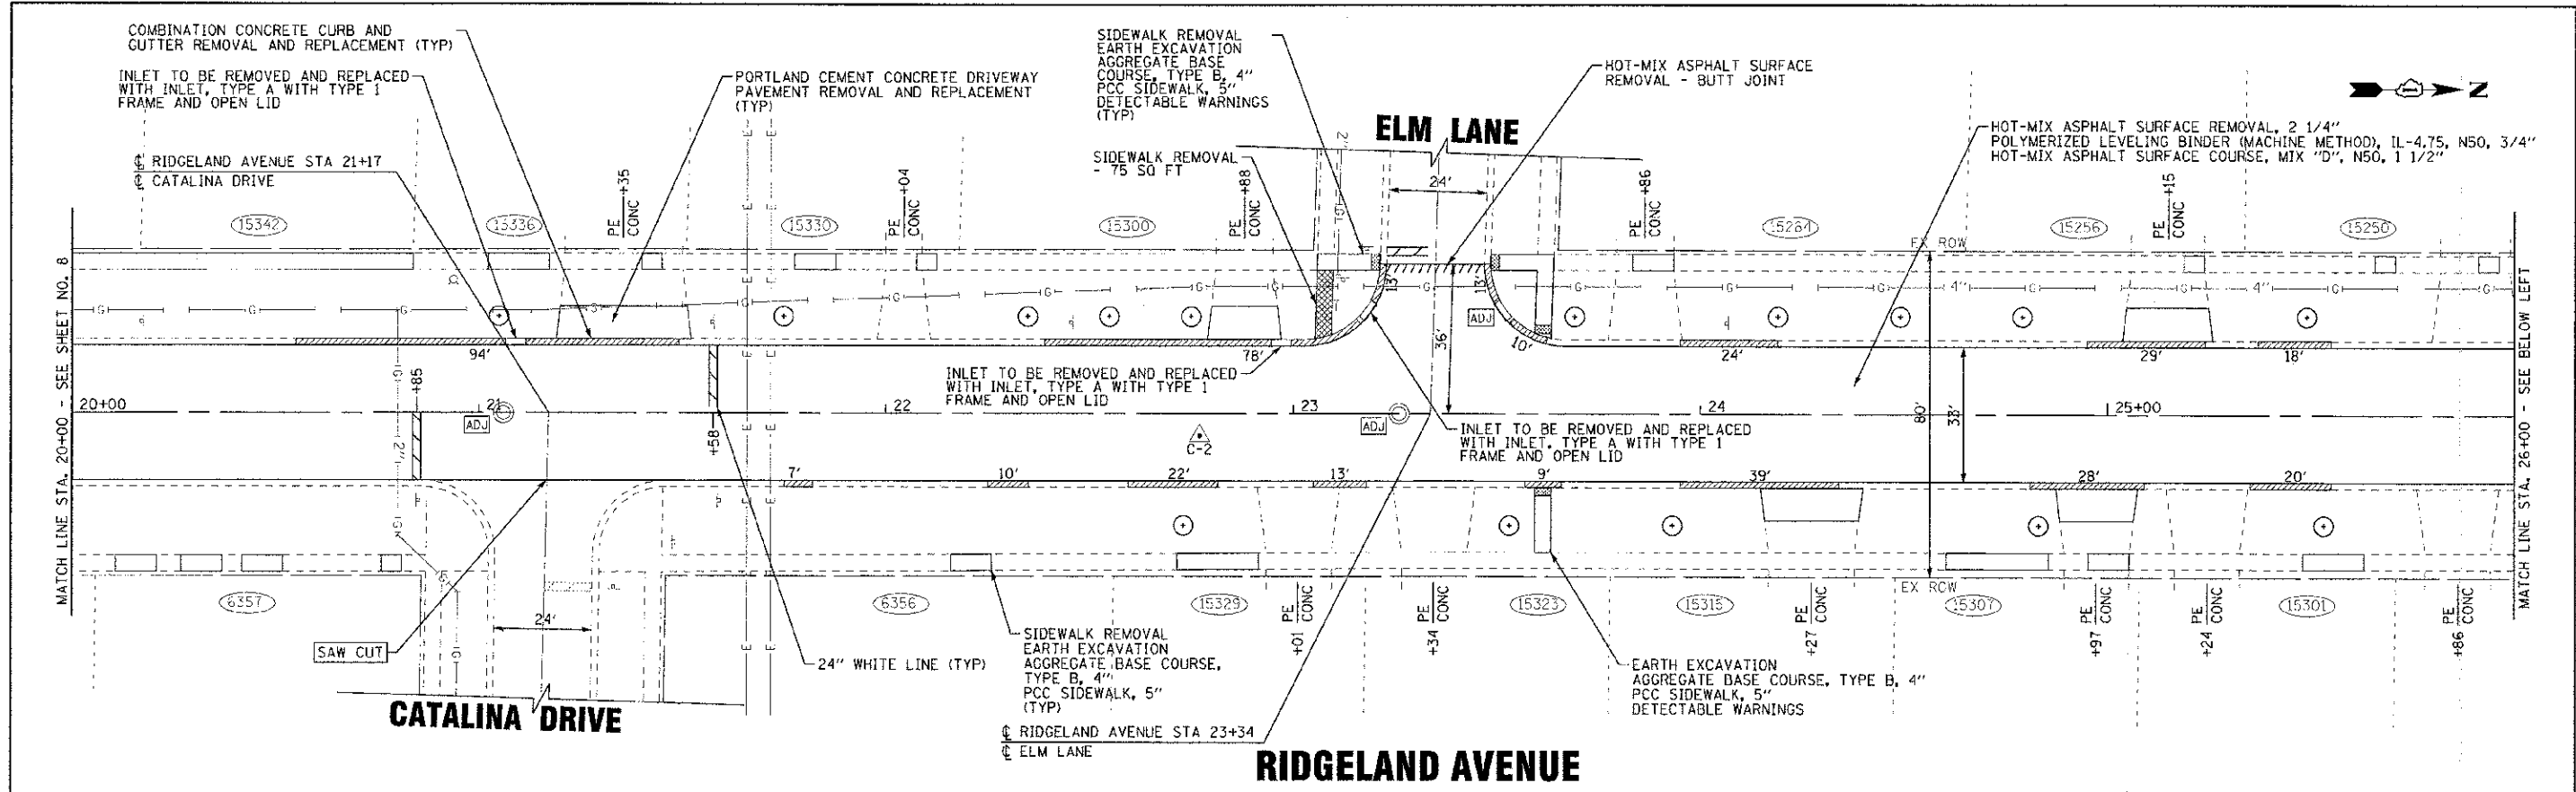 COMBINATION CONCRETE CURB AND
GUTTER REMOVAL AND REPLACEMENT (TYP)
INLET TO BE REMOVED AND REPLACED
WITH INLET, TYPE A WITH TYPE 1
FRAME AND OPEN LID
℄ RIDGELAND AVENUE STA 21+17
℄ CATALINA DRIVE
PORTLAND CEMENT CONCRETE DRIVEWAY
PAVEMENT REMOVAL AND REPLACEMENT
(TYP)
SIDEWALK REMOVAL
EARTH EXCAVATION
AGGREGATE BASE
COURSE, TYPE B, 4"
PCC SIDEWALK, 5"
DETECTABLE WARNINGS
(TYP)
SIDEWALK REMOVAL
- 75 SQ FT
ELM LANE
HOT-MIX ASPHALT SURFACE
REMOVAL - BUTT JOINT
N
HOT-MIX ASPHALT SURFACE REMOVAL, 2 1/4"
POLYMERIZED LEVELING BINDER (MACHINE METHOD), IL-4.75, N50, 3/4"
HOT-MIX ASPHALT SURFACE COURSE, MIX "D", N50, 1 1/2"
15342
15336
PE CONC +35
15330
PE CONC +04
15300
PE CONC +88
24'
PE CONC +86
15264
15256
PE CONC +15
15250
EX ROW
MATCH LINE STA. 20+00 - SEE SHEET NO. 8
MATCH LINE STA. 26+00 - SEE BELOW LEFT
94'
78'
13'
13'
36'
ADJ
10'
24'
29'
18'
INLET TO BE REMOVED AND REPLACED
WITH INLET, TYPE A WITH TYPE 1
FRAME AND OPEN LID
20+00
+85
21
ADJ
+58
22
C-2
23
ADJ
24
80'
33'
25+00
INLET TO BE REMOVED AND REPLACED
WITH INLET, TYPE A WITH TYPE 1
FRAME AND OPEN LID
7'
10'
22'
13'
9'
39'
28'
20'
EX ROW
6357
24'
6356
15329
PE CONC +01
PE CONC +34
15323
15315
PE CONC +27
15307
PE CONC +97
PE CONC +24
15301
PE CONC +86
SAW CUT
24" WHITE LINE (TYP)
SIDEWALK REMOVAL
EARTH EXCAVATION
AGGREGATE BASE COURSE,
TYPE B, 4"
PCC SIDEWALK, 5"
(TYP)
EARTH EXCAVATION
AGGREGATE BASE COURSE, TYPE B, 4"
PCC SIDEWALK, 5"
DETECTABLE WARNINGS
CATALINA DRIVE
℄ RIDGELAND AVENUE STA 23+34
℄ ELM LANE
RIDGELAND AVENUE